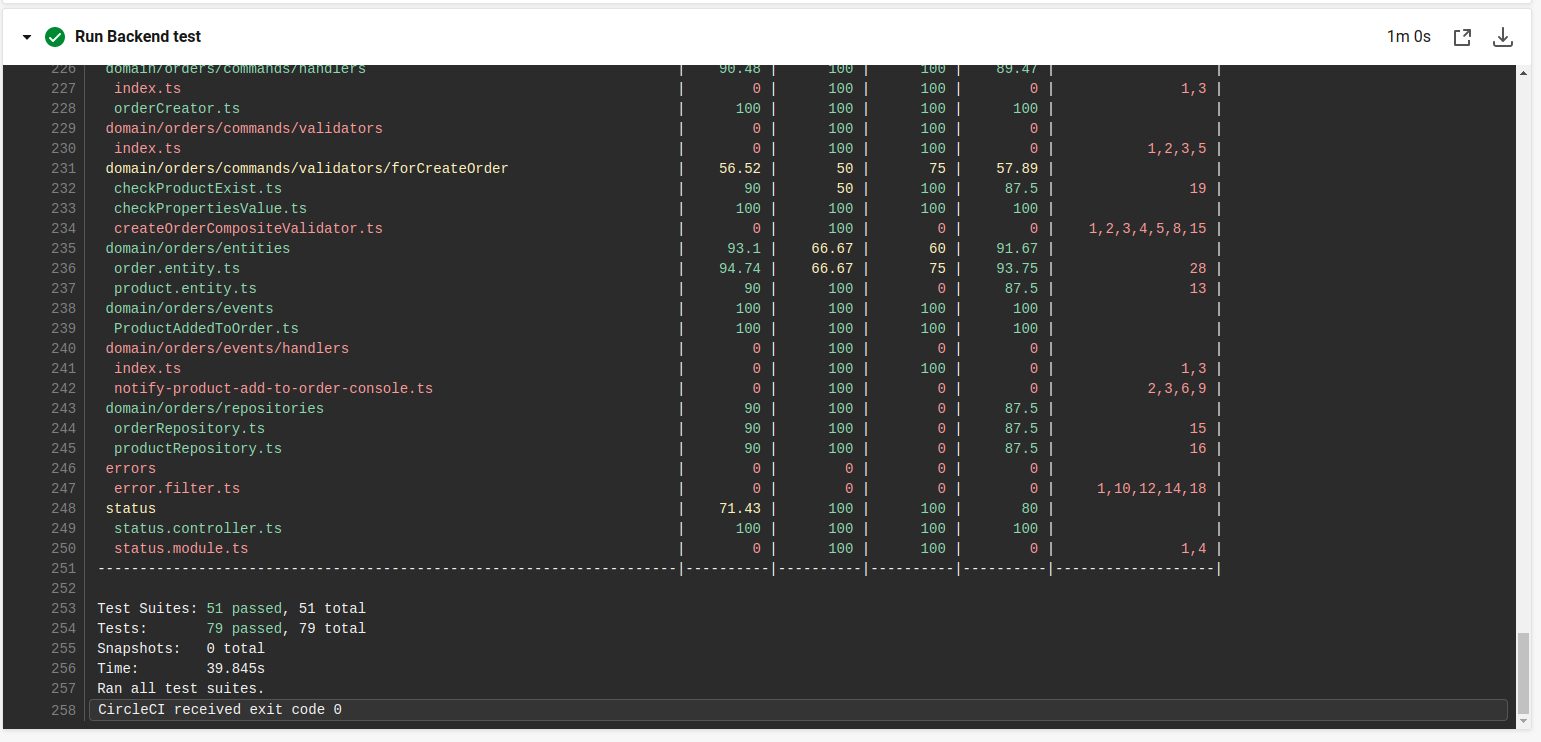 Run Backend test 1m 0s
226 domain/orders/commands/handlers | 90.48 | 100 | 100 | 89.47 | |
227 index.ts | 0 | 100 | 100 | 0 | 1,3 |
228 orderCreator.ts | 100 | 100 | 100 | 100 | |
229 domain/orders/commands/validators | 0 | 100 | 100 | 0 | |
230 index.ts | 0 | 100 | 100 | 0 | 1,2,3,5 |
231 domain/orders/commands/validators/forCreateOrder | 56.52 | 50 | 75 | 57.89 | |
232 checkProductExist.ts | 90 | 50 | 100 | 87.5 | 19 |
233 checkPropertiesValue.ts | 100 | 100 | 100 | 100 | |
234 createOrderCompositeValidator.ts | 0 | 100 | 0 | 0 | 1,2,3,4,5,8,15 |
235 domain/orders/entities | 93.1 | 66.67 | 60 | 91.67 | |
236 order.entity.ts | 94.74 | 66.67 | 75 | 93.75 | 28 |
237 product.entity.ts | 90 | 100 | 0 | 87.5 | 13 |
238 domain/orders/events | 100 | 100 | 100 | 100 | |
239 ProductAddedToOrder.ts | 100 | 100 | 100 | 100 | |
240 domain/orders/events/handlers | 0 | 100 | 0 | 0 | |
241 index.ts | 0 | 100 | 100 | 0 | 1,3 |
242 notify-product-add-to-order-console.ts | 0 | 100 | 0 | 0 | 2,3,6,9 |
243 domain/orders/repositories | 90 | 100 | 0 | 87.5 | |
244 orderRepository.ts | 90 | 100 | 0 | 87.5 | 15 |
245 productRepository.ts | 90 | 100 | 0 | 87.5 | 16 |
246 errors | 0 | 0 | 0 | 0 | |
247 error.filter.ts | 0 | 0 | 0 | 0 | 1,10,12,14,18 |
248 status | 71.43 | 100 | 100 | 80 | |
249 status.controller.ts | 100 | 100 | 100 | 100 | |
250 status.module.ts | 0 | 100 | 100 | 0 | 1,4 |
251 ---------------------------------------------------------------------|----------|----------|----------|----------|-------------------|
252
253 Test Suites: 51 passed, 51 total
254 Tests: 79 passed, 79 total
255 Snapshots: 0 total
256 Time: 39.845s
257 Ran all test suites.
258 CircleCI received exit code 0